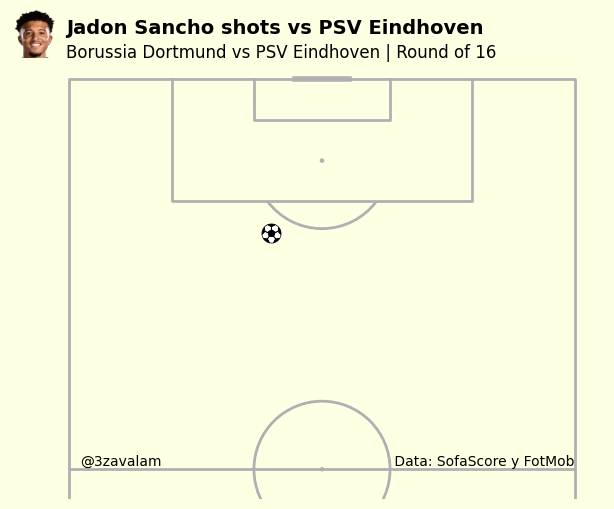 Jadon Sancho shots vs PSV Eindhoven
Borussia Dortmund vs PSV Eindhoven | Round of 16
@3zavalam
Data: SofaScore y FotMob